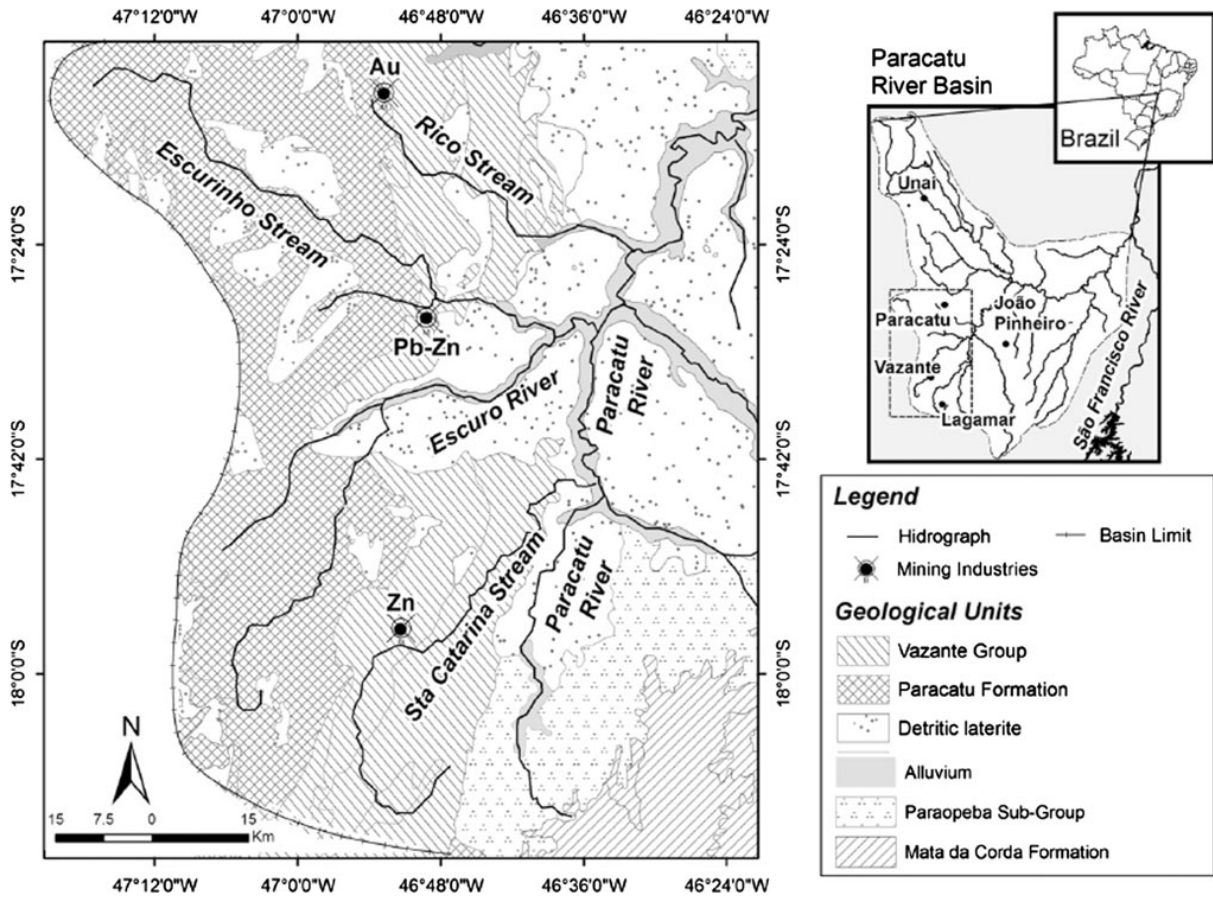 47°12'0"W
47°00'0"W
46°48'0"W
46°36'0"W
46°24'0"W
17°24'0"S
17°42'0"S
18°0'0"S
17°24'0"S
17°42'0"S
18°0'0"S
Au
Rico Stream
Escurinho Stream
Pb-Zn
Escuro River
Paracatu
River
Zn
Sta Catarina Stream
Paracatu
River
N
15
7.5
0
15
Km
47°12'0"W
47°00'0"W
46°48'0"W
46°36'0"W
46°24'0"W
Paracatu
River Basin
Brazil
Unai
João
Pinheiro
Paracatu
Vazante
Lagamar
São Francisco River
Legend
Hidrograph
Basin Limit
Mining Industries
Geological Units
Vazante Group
Paracatu Formation
Detritic laterite
Alluvium
Paraopeba Sub-Group
Mata da Corda Formation